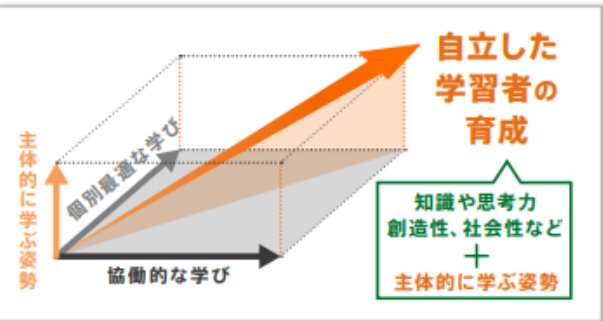 自立した
学習者の
育成
主体的に学ぶ姿勢
個別最適な学び
協働的な学び
知識や思考力
創造性、社会性など
＋
主体的に学ぶ姿勢